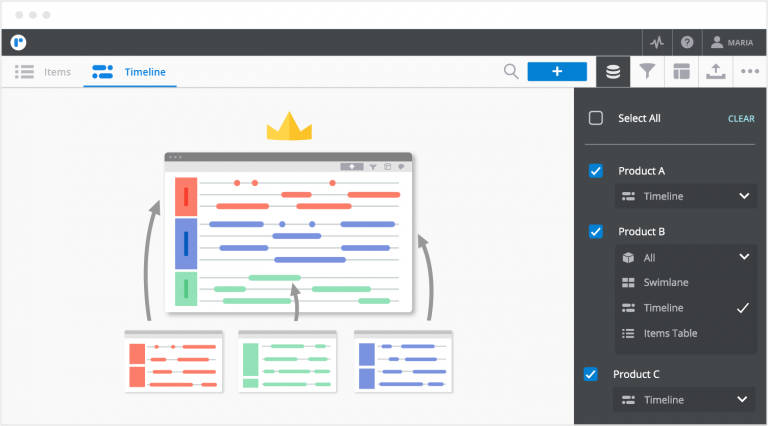 MARIA
Items
Timeline
Select All
CLEAR
Product A
Timeline
Product B
All
Swimlane
Timeline
Items Table
Product C
Timeline